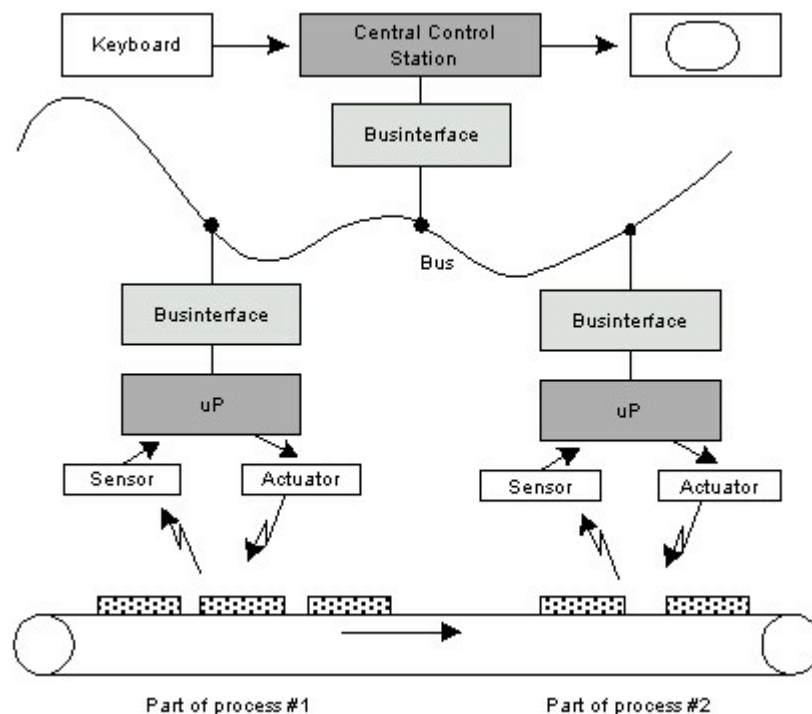 Keyboard
Central Control
Station
Businterface
Bus
Businterface
Businterface
uP
uP
Sensor
Actuator
Sensor
Actuator
Part of process #1
Part of process #2